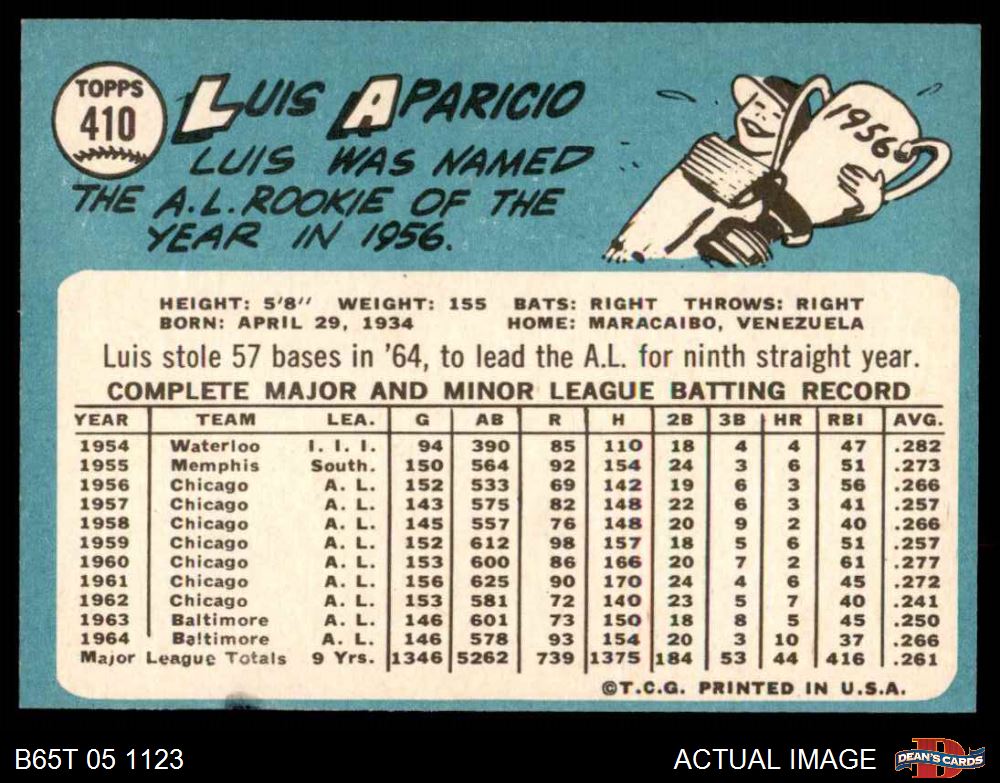 TOPPS
410
LUIS APARICIO
LUIS WAS NAMED
THE A.L. ROOKIE OF THE
YEAR IN 1956.
1956
HEIGHT: 5'8" WEIGHT: 155 BATS: RIGHT THROWS: RIGHT
BORN: APRIL 29, 1934 HOME: MARACAIBO, VENEZUELA
Luis stole 57 bases in '64, to lead the A.L. for ninth straight year.
COMPLETE MAJOR AND MINOR LEAGUE BATTING RECORD
YEAR TEAM LEA. G AB R H 2B 3B HR RBI AVG.
1954 Waterloo I. I. I. 94 390 85 110 18 4 4 47 .282
1955 Memphis South. 150 564 92 154 24 3 6 51 .273
1956 Chicago A. L. 152 533 69 142 19 6 3 56 .266
1957 Chicago A. L. 143 575 82 148 22 6 3 41 .257
1958 Chicago A. L. 145 557 76 148 20 9 2 40 .266
1959 Chicago A. L. 152 612 98 157 18 5 6 51 .257
1960 Chicago A. L. 153 600 86 166 20 7 2 61 .277
1961 Chicago A. L. 156 625 90 170 24 4 6 45 .272
1962 Chicago A. L. 153 581 72 140 23 5 7 40 .241
1963 Baltimore A. L. 146 601 73 150 18 8 5 45 .250
1964 Baltimore A. L. 146 578 93 154 20 3 10 37 .266
Major League Totals 9 Yrs. 1346 5262 739 1375 184 53 44 416 .261
©T.C.G. PRINTED IN U.S.A.
B65T 05 1123 ACTUAL IMAGE
D
DEAN'S CARDS